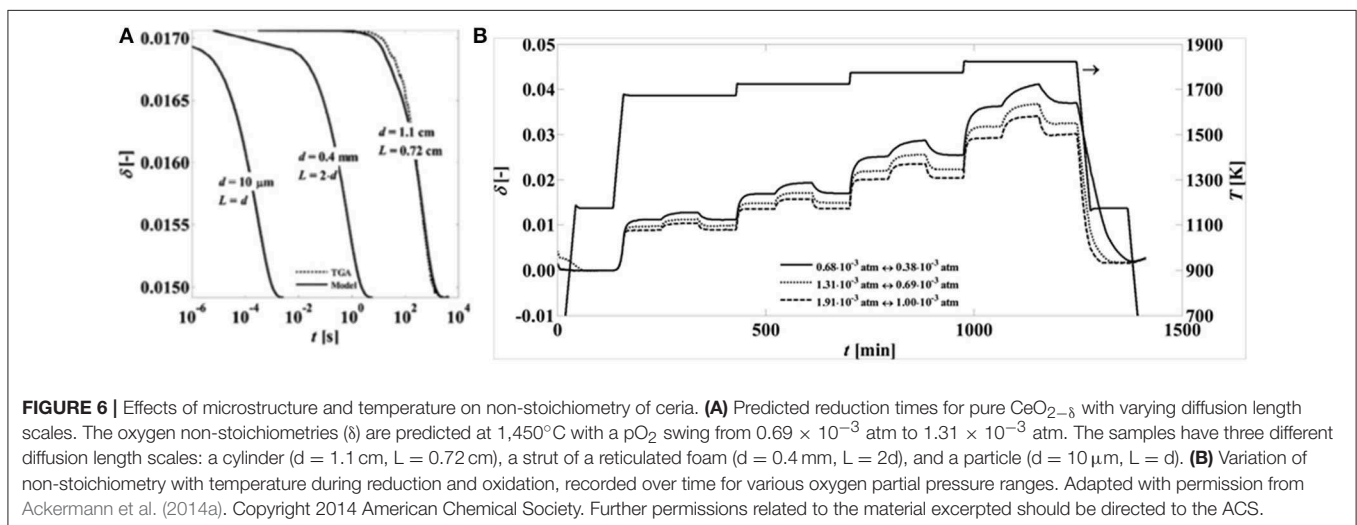 A
0.0170
0.0165
0.0160
0.0155
0.0150
δ [-]
d = 1.1 cm
L = 0.72 cm
d = 0.4 mm
L = 2·d
d = 10 μm
L = d
TGA
Model
10⁻⁶
10⁻⁴
10⁻²
10⁰
10²
10⁴
t [s]
B
0.05
0.04
0.03
0.02
0.01
0.00
-0.01
δ [-]
1900
1700
1500
1300
1100
900
700
T [K]
0.68·10⁻³ atm ↔ 0.38·10⁻³ atm
1.31·10⁻³ atm ↔ 0.69·10⁻³ atm
1.91·10⁻³ atm ↔ 1.00·10⁻³ atm
0
500
1000
1500
t [min]
FIGURE 6 | Effects of microstructure and temperature on non-stoichiometry of ceria. (A) Predicted reduction times for pure CeO₂₋δ with varying diffusion length
scales. The oxygen non-stoichiometries (δ) are predicted at 1,450°C with a pO₂ swing from 0.69 × 10⁻³ atm to 1.31 × 10⁻³ atm. The samples have three different
diffusion length scales: a cylinder (d = 1.1 cm, L = 0.72 cm), a strut of a reticulated foam (d = 0.4 mm, L = 2d), and a particle (d = 10 μm, L = d). (B) Variation of
non-stoichiometry with temperature during reduction and oxidation, recorded over time for various oxygen partial pressure ranges. Adapted with permission from
Ackermann et al. (2014a). Copyright 2014 American Chemical Society. Further permissions related to the material excerpted should be directed to the ACS.